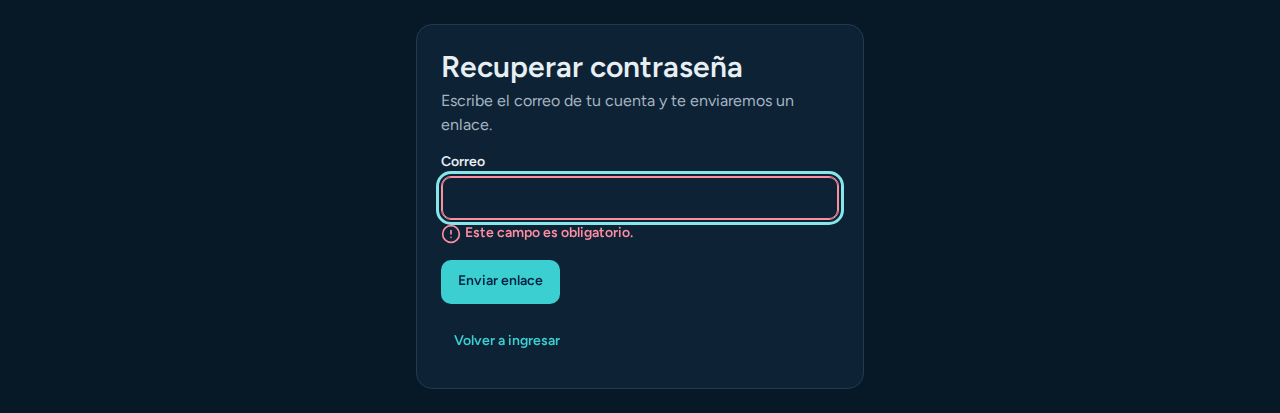 Recuperar contraseña
Escribe el correo de tu cuenta y te enviaremos un
enlace.
Correo
Este campo es obligatorio.
Enviar enlace
Volver a ingresar